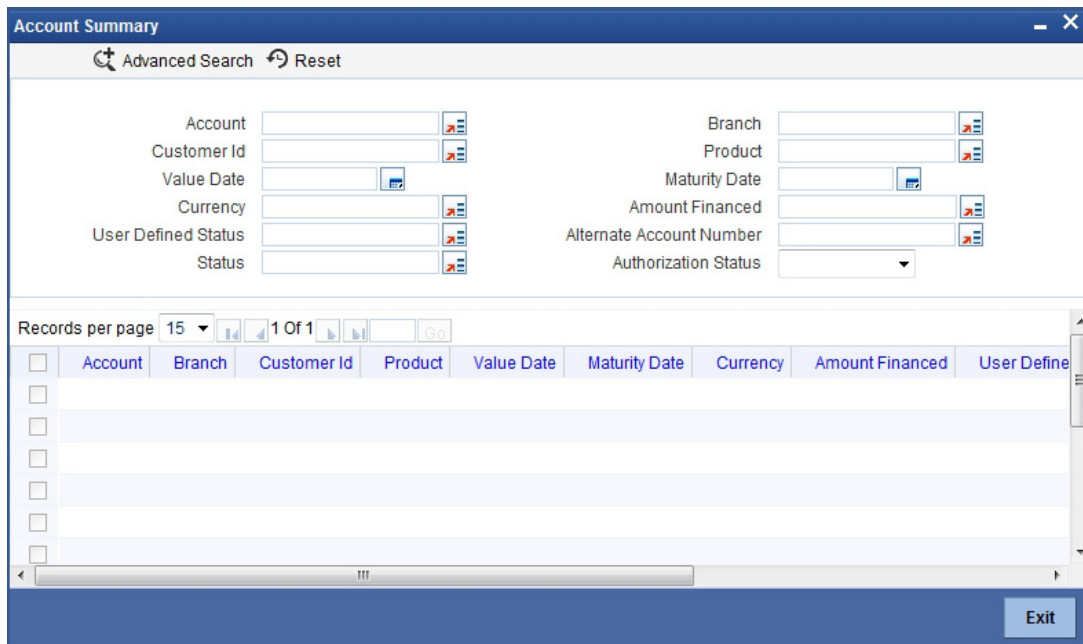 Account Summary
Advanced Search Reset
Account Branch
Customer Id Product
Value Date Maturity Date
Currency Amount Financed
User Defined Status Alternate Account Number
Status Authorization Status
Records per page 15 1 Of 1 Go
Account Branch Customer Id Product Value Date Maturity Date Currency Amount Financed User Define
Exit